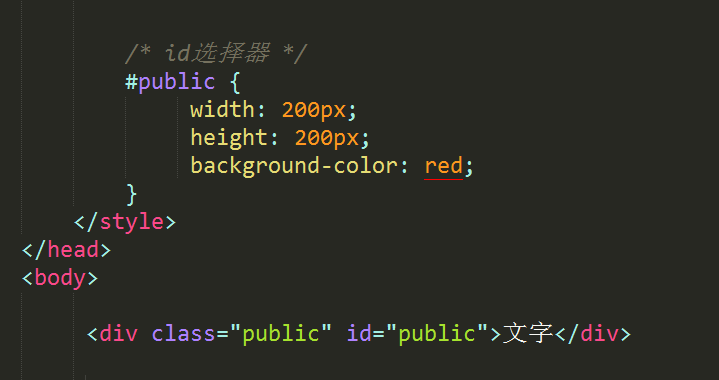 /* id选择器 */
#public {
width: 200px;
height: 200px;
background-color: red;
}
</style>
</head>
<body>
<div class="public" id="public">文字</div>